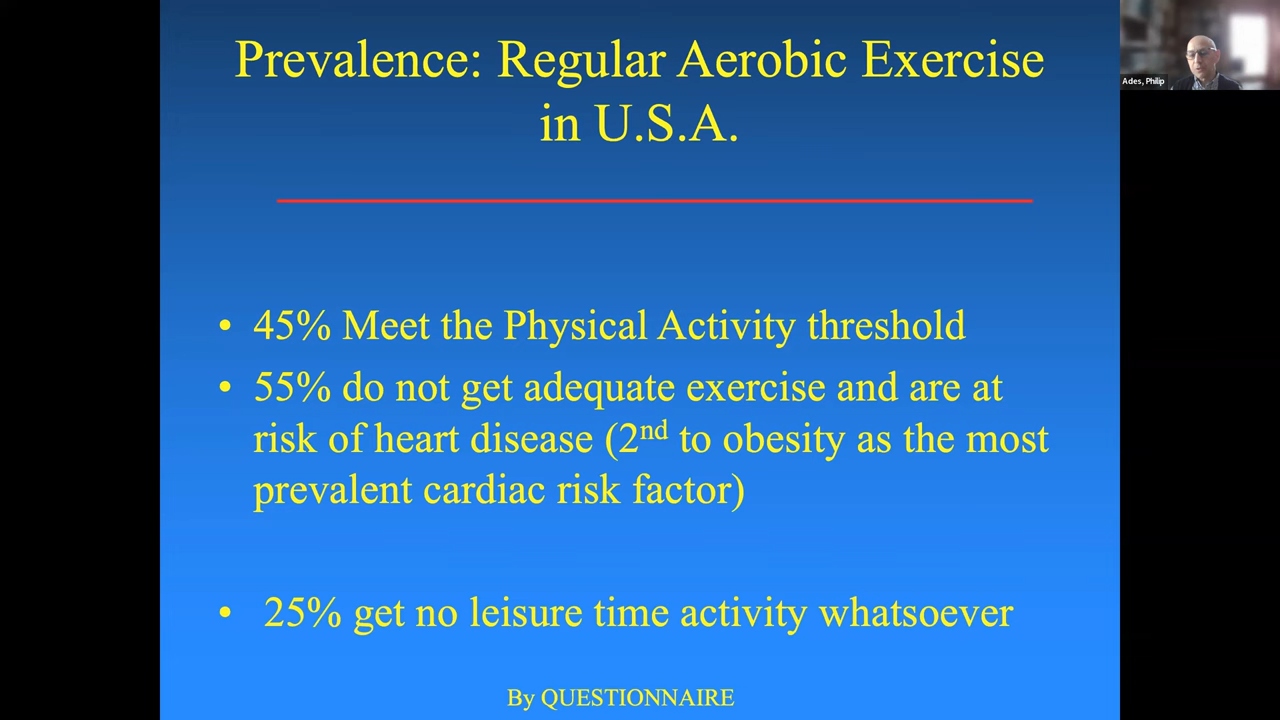 Prevalence: Regular Aerobic Exercise
in U.S.A.
Ades, Philip
• 45% Meet the Physical Activity threshold
• 55% do not get adequate exercise and are at
risk of heart disease (2nd to obesity as the most
prevalent cardiac risk factor)
• 25% get no leisure time activity whatsoever
By QUESTIONNAIRE